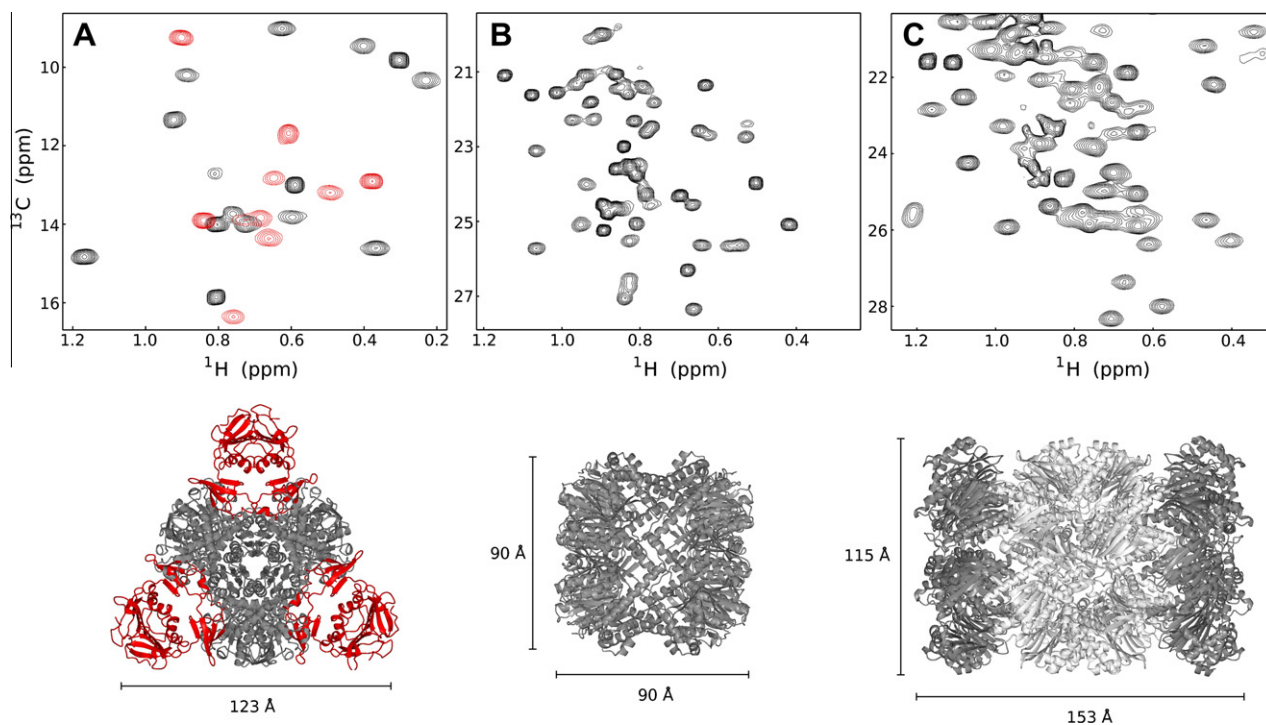 A
B
C
10
12
14
16
21
23
25
27
22
24
26
28
¹³C (ppm)
1.2 1.0 0.8 0.6 0.4 0.2
1.2 1.0 0.8 0.6 0.4
1.2 1.0 0.8 0.6 0.4
¹H (ppm)
¹H (ppm)
¹H (ppm)
90 Å
115 Å
123 Å
90 Å
153 Å